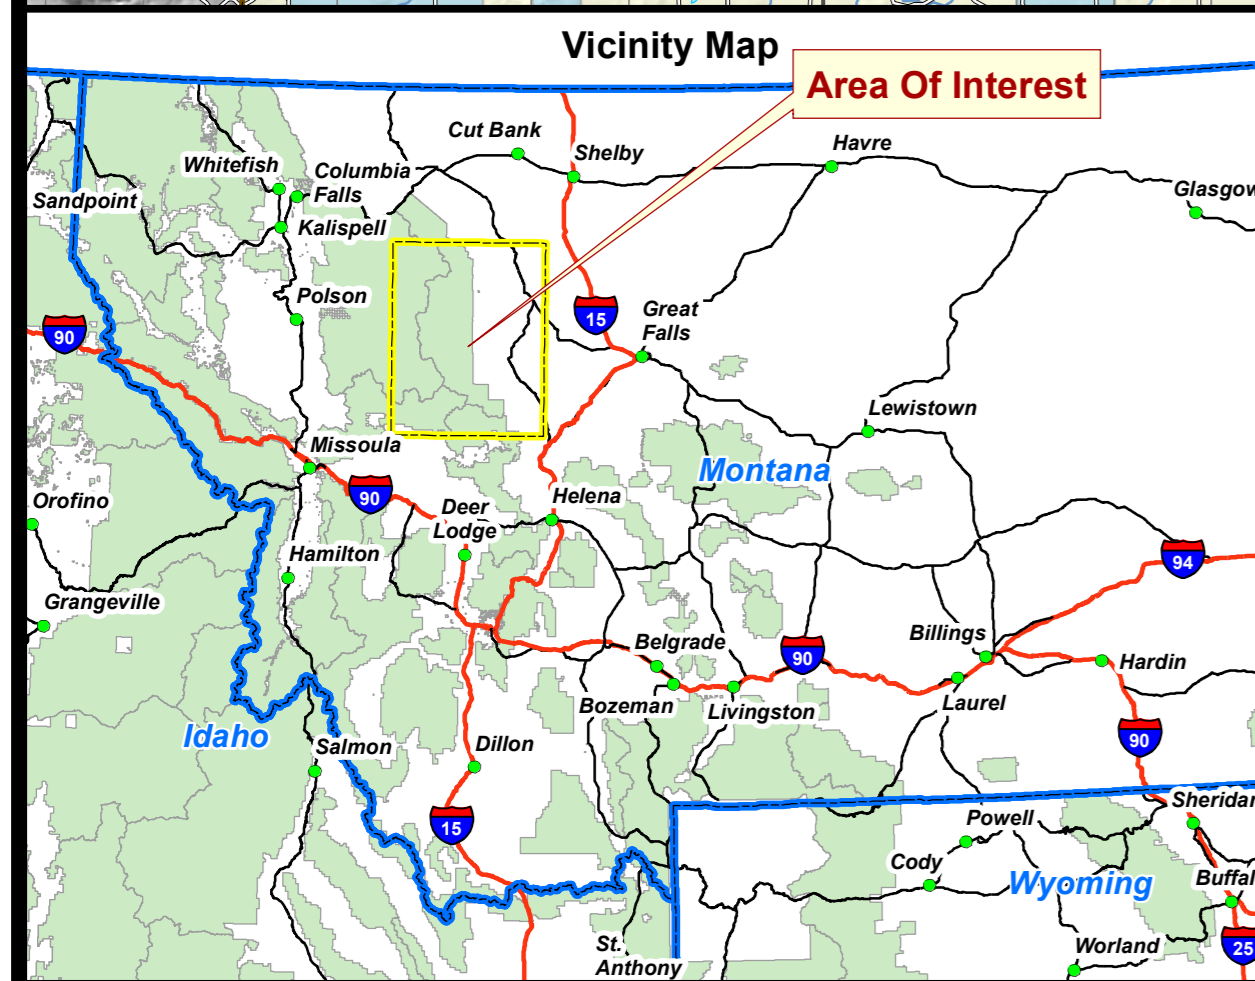 Vicinity Map
Area Of Interest
Cut Bank
Shelby
Havre
Whitefish
Columbia
Falls
Glasgow
Sandpoint
Kalispell
Polson
Great
Falls
15
90
Lewistown
Missoula
Montana
90
Orofino
Deer
Lodge
Helena
Hamilton
94
Grangeville
Belgrade
Billings
90
Hardin
Bozeman
Livingston
Laurel
Idaho
Salmon
Dillon
90
15
Sheridan
Powell
Cody
Wyoming
Buffal
St.
Anthony
Worland
25